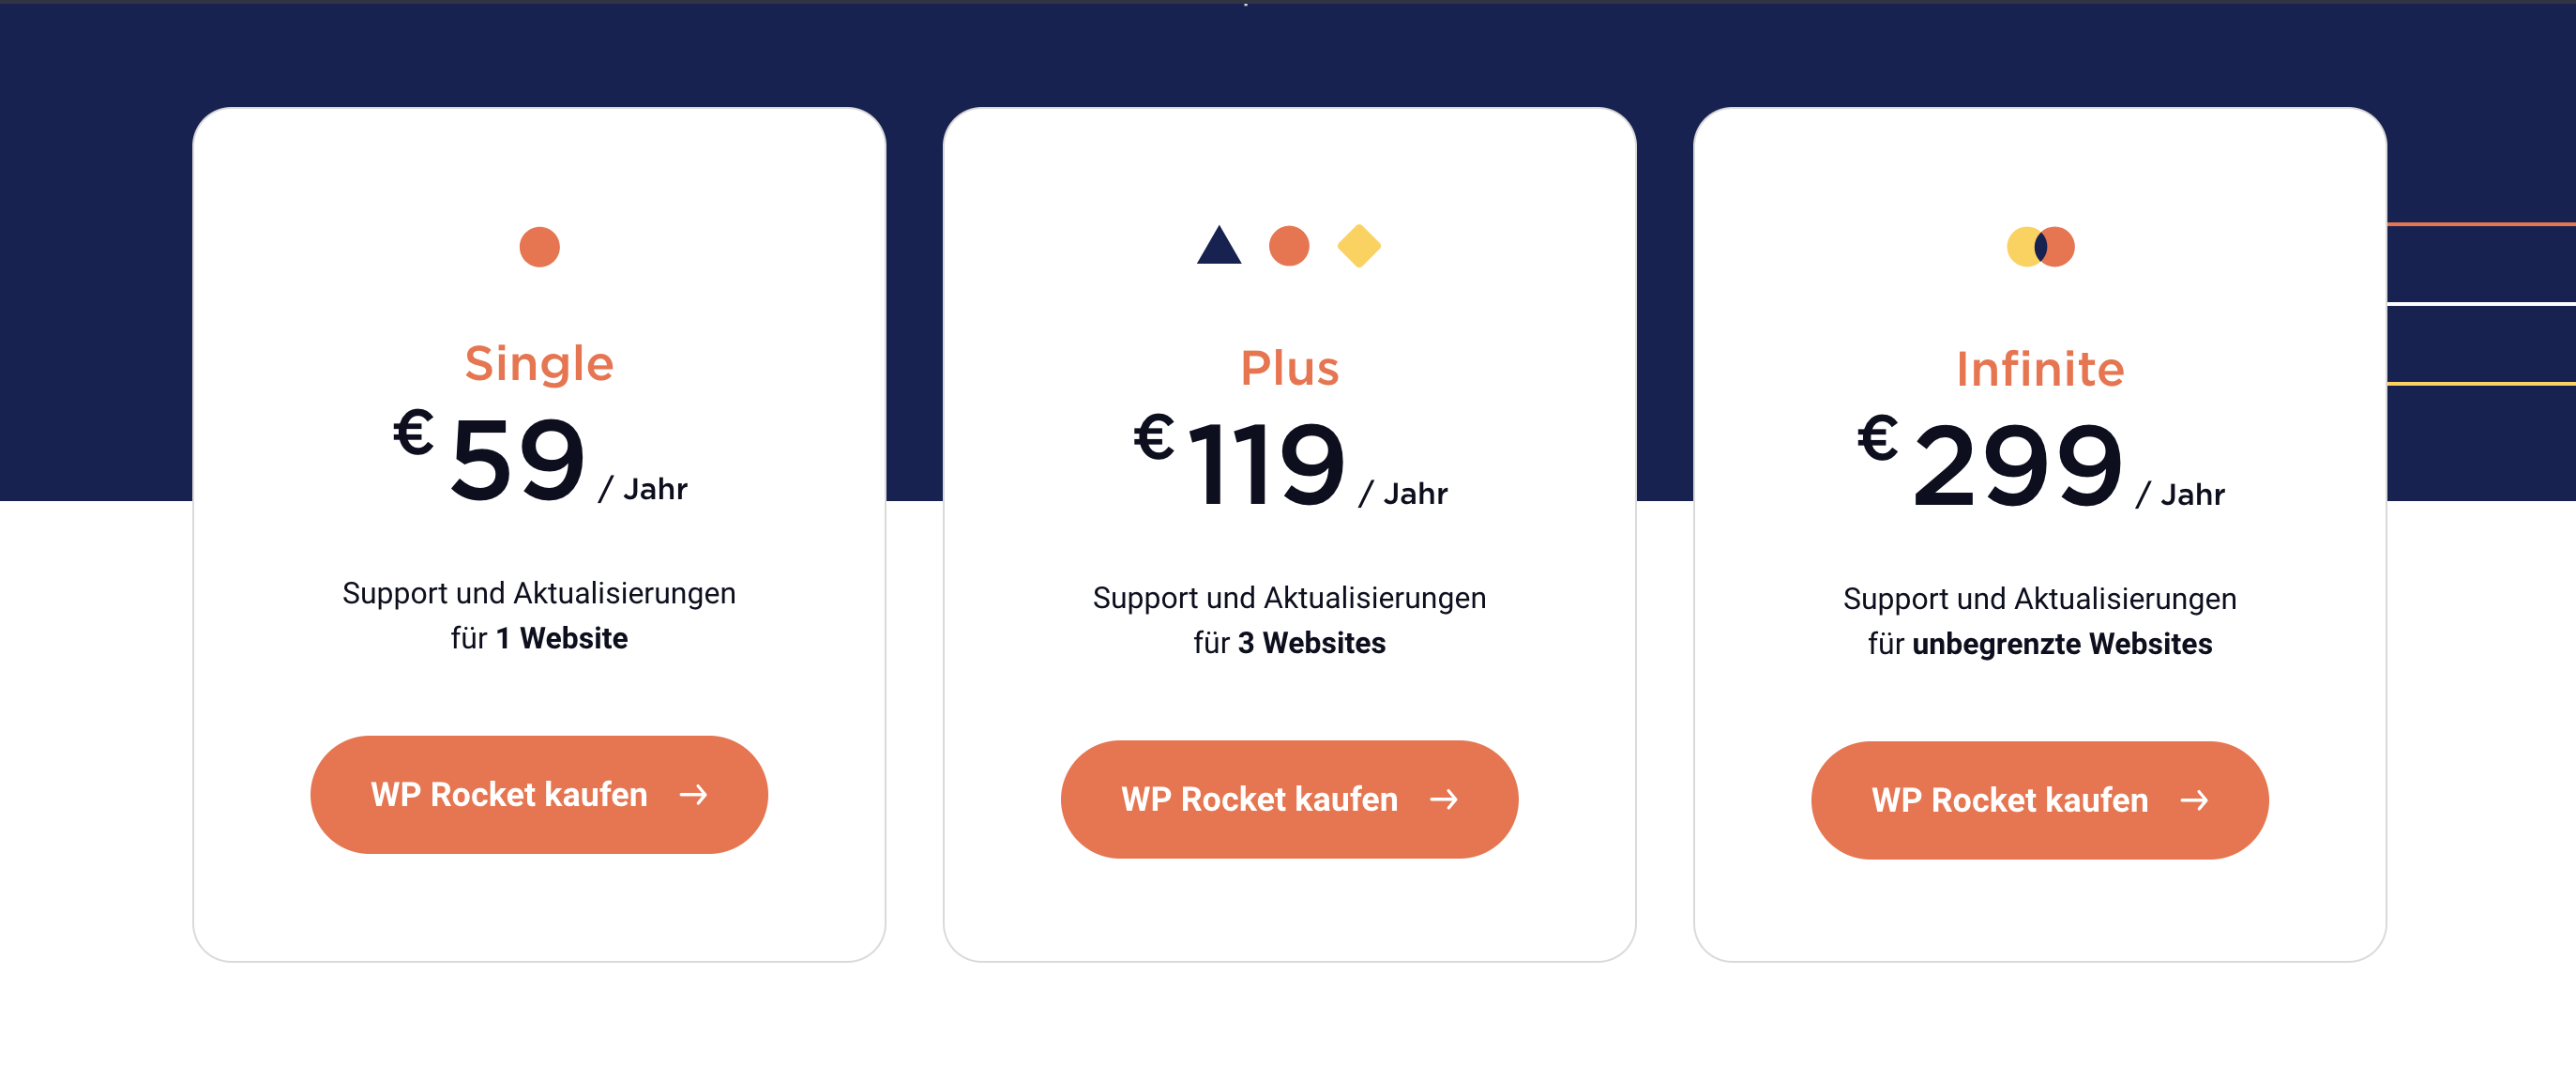 Single
€ 59 / Jahr
Support und Aktualisierungen
für 1 Website
WP Rocket kaufen →
Plus
€ 119 / Jahr
Support und Aktualisierungen
für 3 Websites
WP Rocket kaufen →
Infinite
€ 299 / Jahr
Support und Aktualisierungen
für unbegrenzte Websites
WP Rocket kaufen →